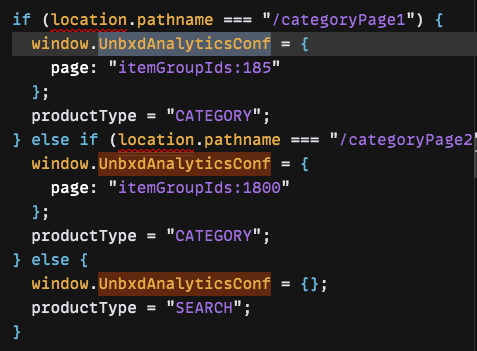 if (location.pathname === "/categoryPage1") {
  window.UnbxdAnalyticsConf = {
    page: "itemGroupIds:185"
  };
  productType = "CATEGORY";
} else if (location.pathname === "/categoryPage2"
  window.UnbxdAnalyticsConf = {
    page: "itemGroupIds:1800"
  };
  productType = "CATEGORY";
} else {
  window.UnbxdAnalyticsConf = {};
  productType = "SEARCH";
}